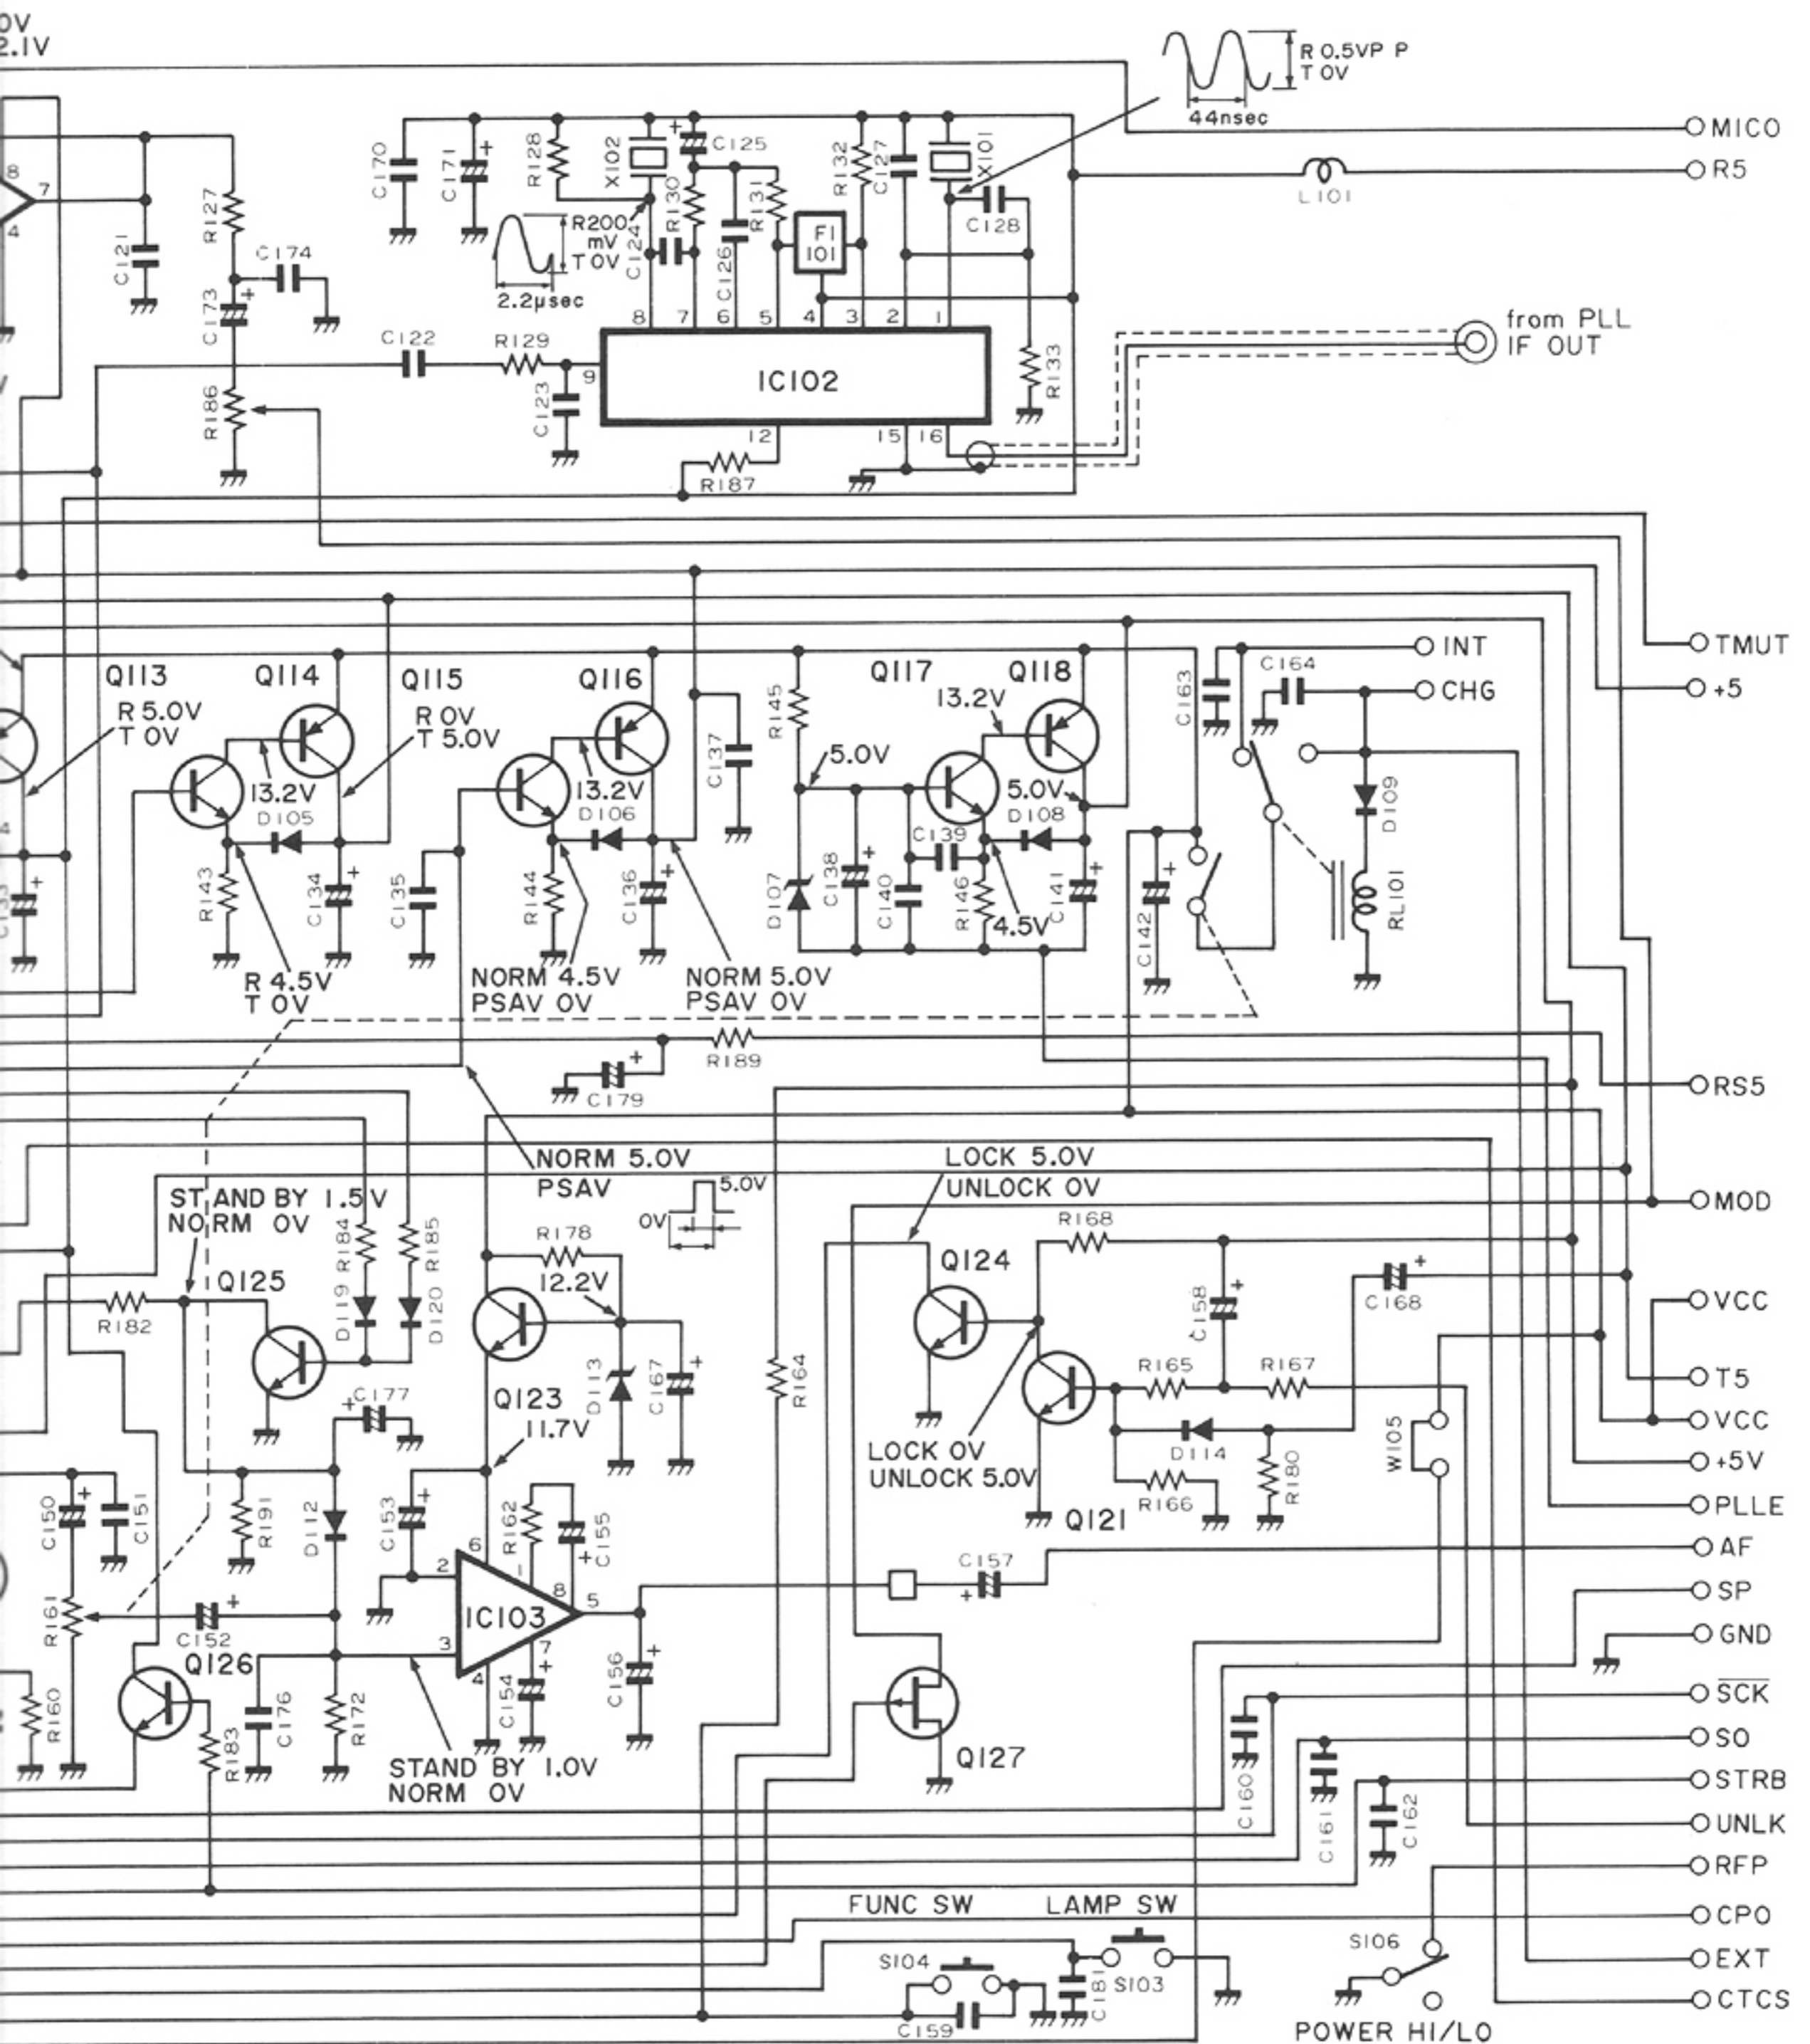 0V
2.1V
R 0.5VP P
T 0V
44nsec
MICO
R5
L101
8
7
4
R127
C121
C174
C173
R186
C170
C171
R128
X102
C125
R130
R131
R132
C127
X101
C128
C124
C126
R200
mV
T 0V
2.2μsec
F1
101
8 7 6 5 4 3 2 1
C122
R129
9
C123
IC102
R133
12
15 16
R187
from PLL
IF OUT
INT
CHG
TMUT
+5
Q113
Q114
Q115
Q116
Q117
Q118
R 5.0V
T 0V
R 0V
T 5.0V
13.2V
D105
R143
C134
R 4.5V
T 0V
13.2V
D106
C135
R144
C136
C137
NORM 4.5V
PSAV 0V
NORM 5.0V
PSAV 0V
R145
5.0V
13.2V
5.0V
D108
D107
C138
C139
C140
R146
4.5V
C141
C142
C163
C164
D109
RL101
R189
C179
RS5
NORM 5.0V
PSAV
5.0V
0V
LOCK 5.0V
UNLOCK 0V
MOD
STAND BY 1.5V
NORM 0V
R184
R185
Q125
R182
D119
D120
R178
12.2V
D113
C167
Q123
11.7V
R164
Q124
R168
C158
C168
VCC
R165
R167
T5
VCC
D114
R180
R166
LOCK 0V
UNLOCK 5.0V
Q121
W105
+5V
PLLE
AF
SP
GND
SCK
SO
STRB
UNLK
RFP
CPO
EXT
CTCS
C177
C150
C151
R191
D112
C153
R162
C155
6
2
1
8
5
IC103
3
7
4
C157
R161
C152
Q126
C154
C156
R160
R183
C176
R172
STAND BY 1.0V
NORM 0V
Q127
C160
C161
C162
FUNC SW
LAMP SW
S104
C159
C181
S103
S106
POWER HI/LO